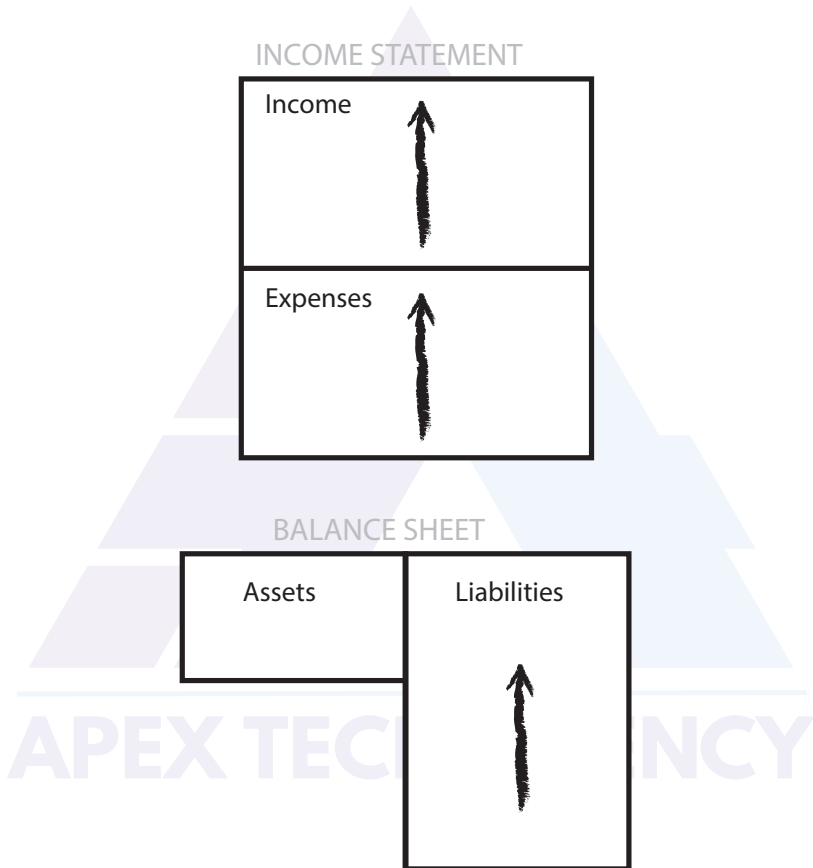 INCOME STATEMENT
Income
Expenses
BALANCE SHEET
Assets
Liabilities
APEX TEC ENCY